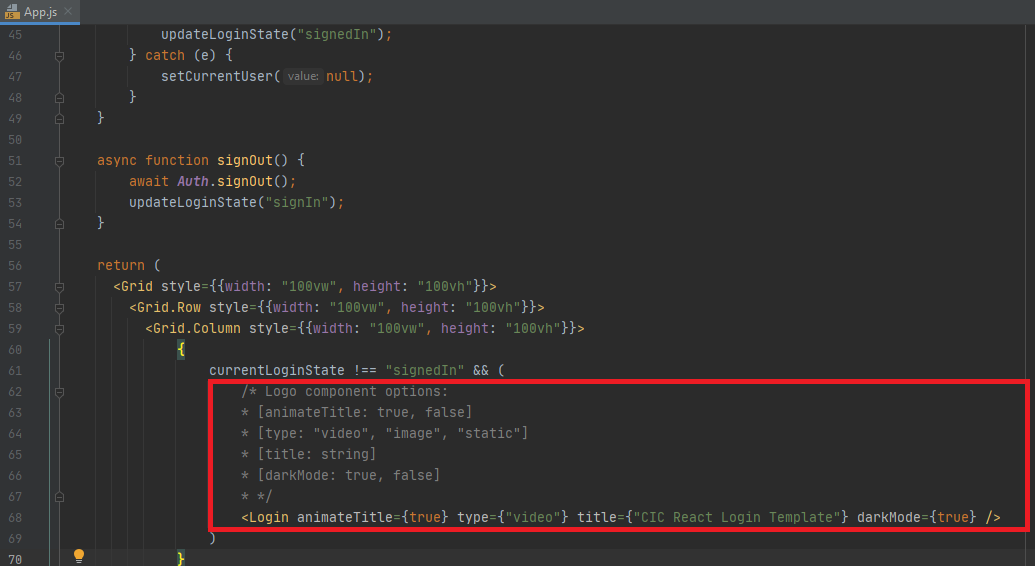 App.js
45 updateLoginState("signedIn");
46 } catch (e) {
47 setCurrentUser( value: null);
48 }
49 }
50
51 async function signOut() {
52 await Auth.signOut();
53 updateLoginState("signIn");
54 }
55
56 return (
57 <Grid style={{width: "100vw", height: "100vh"}}>
58 <Grid.Row style={{width: "100vw", height: "100vh"}}>
59 <Grid.Column style={{width: "100vw", height: "100vh"}}>
60 {
61 currentLoginState !== "signedIn" && (
62 /* Logo component options:
63 * [animateTitle: true, false]
64 * [type: "video", "image", "static"]
65 * [title: string]
66 * [darkMode: true, false]
67 * */
68 <Login animateTitle={true} type={"video"} title={"CIC React Login Template"} darkMode={true} />
69 )
70 }